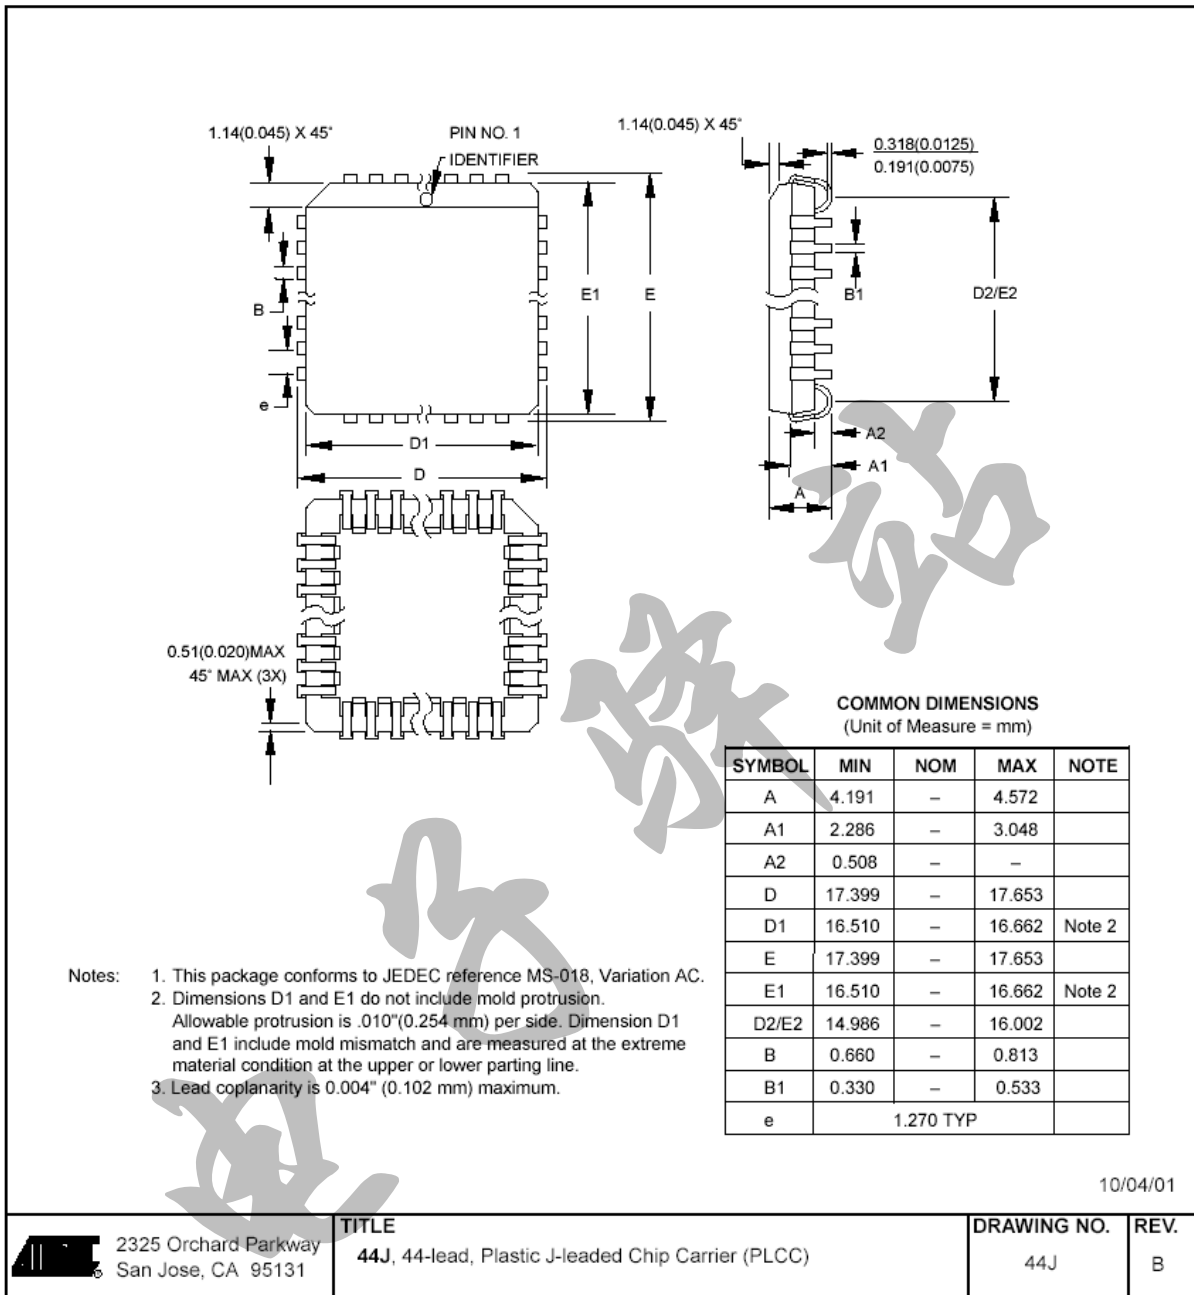 1.14(0.045) X 45°
PIN NO. 1
IDENTIFIER
1.14(0.045) X 45°
0.318(0.0125)
0.191(0.0075)
B
e
E1
E
B1
D2/E2
D1
D
A2
A1
A
0.51(0.020)MAX
45° MAX (3X)
COMMON DIMENSIONS
(Unit of Measure = mm)
SYMBOL MIN NOM MAX NOTE
A 4.191 – 4.572
A1 2.286 – 3.048
A2 0.508 – –
D 17.399 – 17.653
D1 16.510 – 16.662 Note 2
E 17.399 – 17.653
E1 16.510 – 16.662 Note 2
D2/E2 14.986 – 16.002
B 0.660 – 0.813
B1 0.330 – 0.533
e 1.270 TYP
Notes: 1. This package conforms to JEDEC reference MS-018, Variation AC.
2. Dimensions D1 and E1 do not include mold protrusion.
Allowable protrusion is .010"(0.254 mm) per side. Dimension D1
and E1 include mold mismatch and are measured at the extreme
material condition at the upper or lower parting line.
3. Lead coplanarity is 0.004" (0.102 mm) maximum.
10/04/01
2325 Orchard Parkway
San Jose, CA 95131
TITLE
44J, 44-lead, Plastic J-leaded Chip Carrier (PLCC)
DRAWING NO.
44J
REV.
B